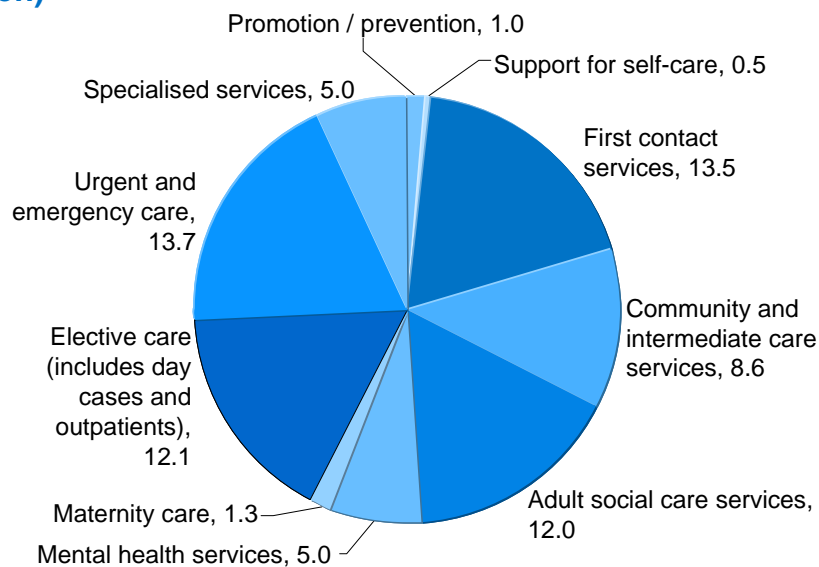 Promotion / prevention, 1.0
Support for self-care, 0.5
Specialised services, 5.0
First contact
services, 13.5
Urgent and
emergency care,
13.7
Community and
intermediate care
services, 8.6
Elective care
(includes day
cases and
outpatients),
12.1
Adult social care services,
12.0
Maternity care, 1.3
Mental health services, 5.0